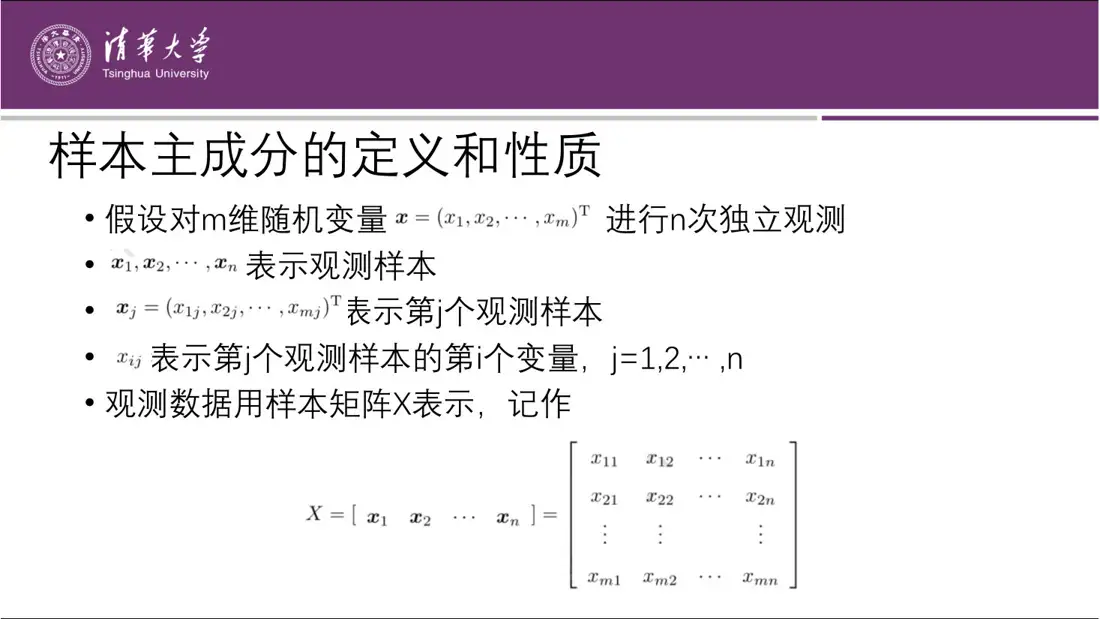 清华大学
Tsinghua University
样本主成分的定义和性质
• 假设对m维随机变量 x = (x₁, x₂, ⋯ , xₘ)ᵀ 进行n次独立观测
• x₁, x₂, ⋯ , xₙ 表示观测样本
• xⱼ = (x₁ⱼ, x₂ⱼ, ⋯ , xₘⱼ)ᵀ 表示第j个观测样本
• xᵢⱼ 表示第j个观测样本的第i个变量，j=1,2,⋯ ,n
• 观测数据用样本矩阵X表示，记作
X = [ x₁ x₂ ⋯ xₙ ] =
x₁₁ x₁₂ ⋯ x₁ₙ
x₂₁ x₂₂ ⋯ x₂ₙ
⋮ ⋮ ⋮
xₘ₁ xₘ₂ ⋯ xₘₙ